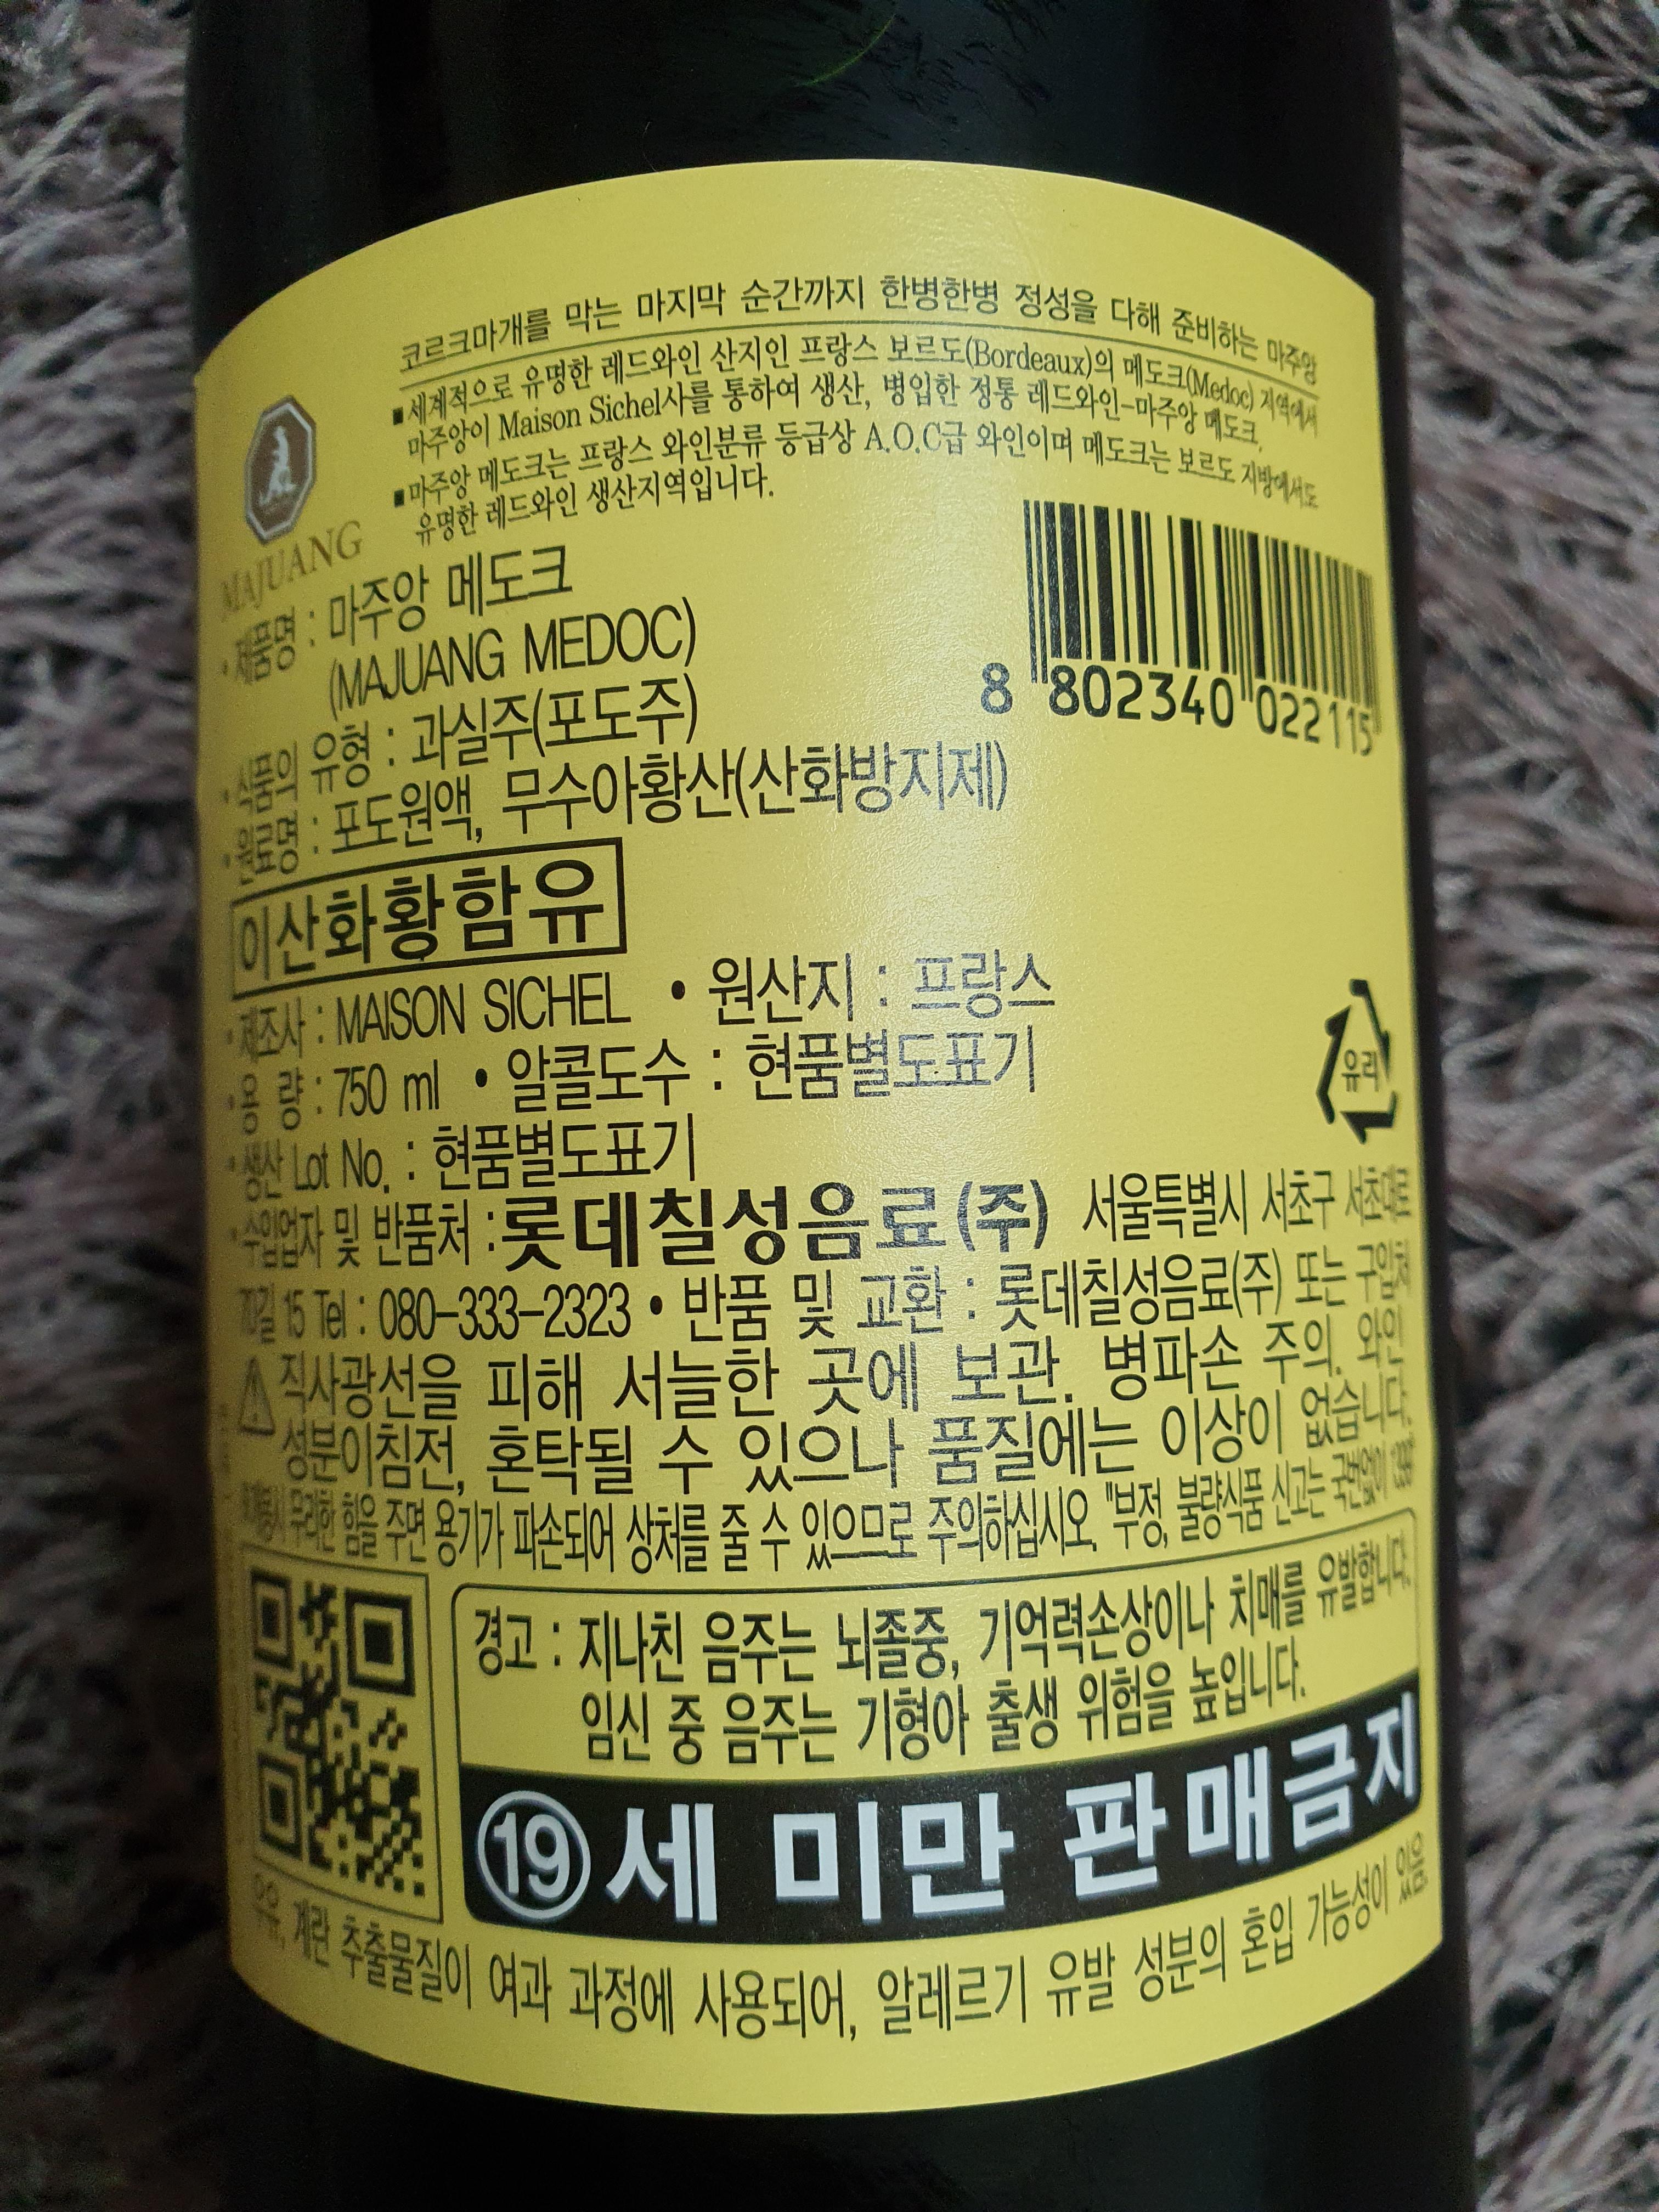 코르크마개를 막는 마지막 순간까지 한병한병 정성을 다해 준비하는 마주앙
■세계적으로 유명한 레드와인 산지인 프랑스 보르도(Bordeaux)의 메도크(Medoc) 지역에서
마주앙이 Maison Sichel사를 통하여 생산, 병입한 정통 레드와인-마주앙 메도크.
■마주앙 메도크는 프랑스 와인분류 등급상 A.O.C급 와인이며 메도크는 보르도 지방에서도
유명한 레드와인 생산지역입니다.
MAJUANG
•제품명 : 마주앙 메도크
(MAJUANG MEDOC)
8 802340 022115
•식품의 유형 : 과실주(포도주)
•원료명 : 포도원액, 무수아황산(산화방지제)
이산화황함유
•제조사 : MAISON SICHEL •원산지 : 프랑스
•용 량 : 750 ml •알콜도수 : 현품별도표기
유리
•생산 Lot No. : 현품별도표기
•수입업자 및 반품처 : 롯데칠성음료(주) 서울특별시 서초구 서초대로
70길 15 Tel : 080-333-2323 •반품 및 교환 : 롯데칠성음료(주) 또는 구입처
직사광선을 피해 서늘한 곳에 보관. 병파손 주의. 와인
성분이침전, 혼탁될 수 있으나 품질에는 이상이 없습니다.
무리한 힘을 주면 용기가 파손되어 상처를 줄 수 있으므로 주의하십시오. "부정, 불량식품 신고는 국번없이 1399"
경고 : 지나친 음주는 뇌졸중, 기억력손상이나 치매를 유발합니다.
임신 중 음주는 기형아 출생 위험을 높입니다.
19세 미만 판매금지
우유, 계란 추출물질이 여과 과정에 사용되어, 알레르기 유발 성분의 혼입 가능성이 있음